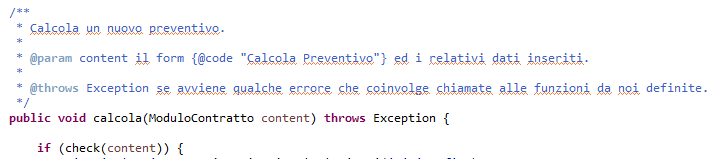 /**
 * Calcola un nuovo preventivo.
 *
 * @param content il form {@code "Calcola Preventivo"} ed i relativi dati inseriti.
 *
 * @throws Exception se avviene qualche errore che coinvolge chiamate alle funzioni da noi definite.
 */
public void calcola(ModuloContratto content) throws Exception {
if (check(content)) {